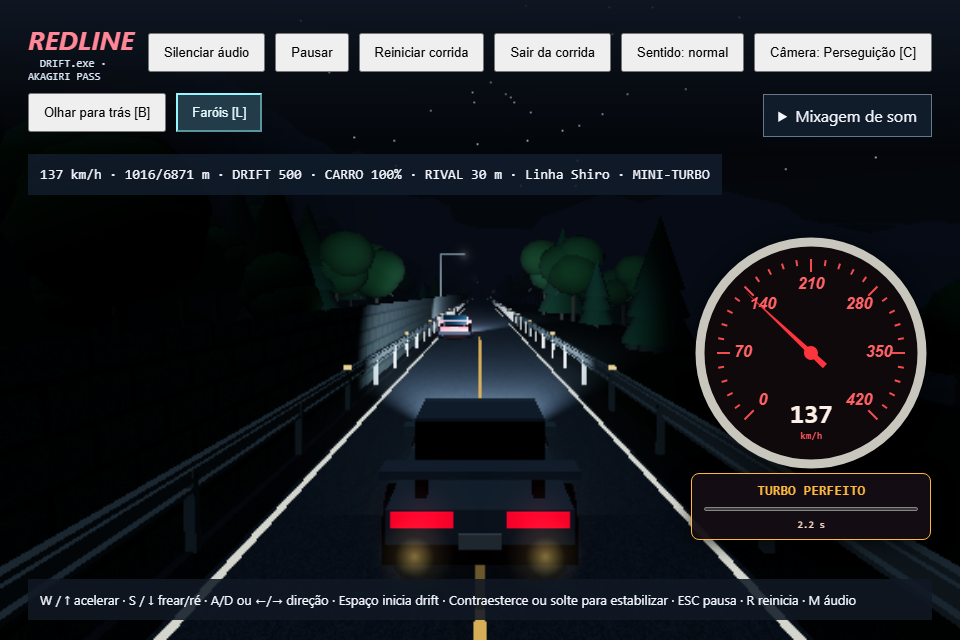 REDLINE
DRIFT.exe ·
AKAGIRI PASS
Silenciar áudio
Pausar
Reiniciar corrida
Sair da corrida
Sentido: normal
Câmera: Perseguição [C]
Olhar para trás [B]
Faróis [L]
▶ Mixagem de som
137 km/h · 1016/6871 m · DRIFT 500 · CARRO 100% · RIVAL 30 m · Linha Shiro · MINI-TURBO
0
70
140
210
280
350
420
137
km/h
TURBO PERFEITO
2.2 s
W / ↑ acelerar · S / ↓ frear/ré · A/D ou ←/→ direção · Espaço inicia drift · Contraesterce ou solte para estabilizar · ESC pausa · R reinicia · M áudio